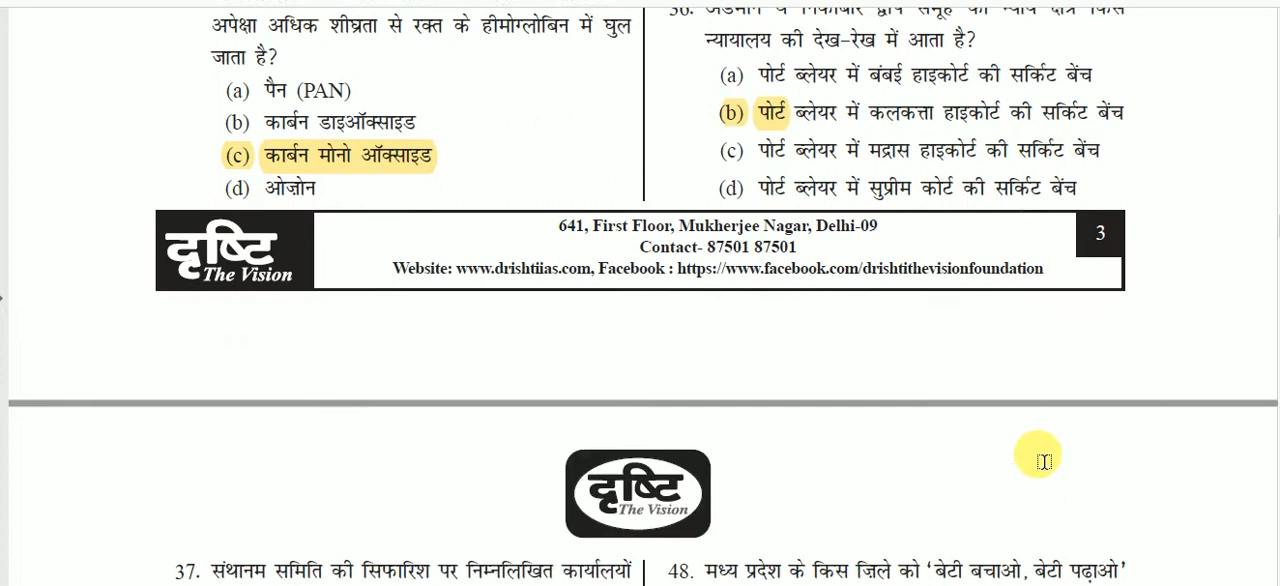 अपेक्षा अधिक शीघ्रता से रक्त के हीमोग्लोबिन में घुल
जाता है?
(a) पैन (PAN)
(b) कार्बन डाइऑक्साइड
(c) कार्बन मोनो ऑक्साइड
(d) ओज़ोन
36. अंडमान व निकोबार द्वीप समूह का न्याय क्षेत्र किस
न्यायालय की देख-रेख में आता है?
(a) पोर्ट ब्लेयर में बंबई हाइकोर्ट की सर्किट बेंच
(b) पोर्ट ब्लेयर में कलकत्ता हाइकोर्ट की सर्किट बेंच
(c) पोर्ट ब्लेयर में मद्रास हाइकोर्ट की सर्किट बेंच
(d) पोर्ट ब्लेयर में सुप्रीम कोर्ट की सर्किट बेंच
दृष्टि
The Vision
641, First Floor, Mukherjee Nagar, Delhi-09
Contact- 87501 87501
Website: www.drishtiias.com, Facebook : https://www.facebook.com/drishtithevisionfoundation
3
दृष्टि
The Vision
37. संथानम समिति की सिफारिश पर निम्नलिखित कार्यालयों
48. मध्य प्रदेश के किस ज़िले को ‘बेटी बचाओ, बेटी पढ़ाओ’